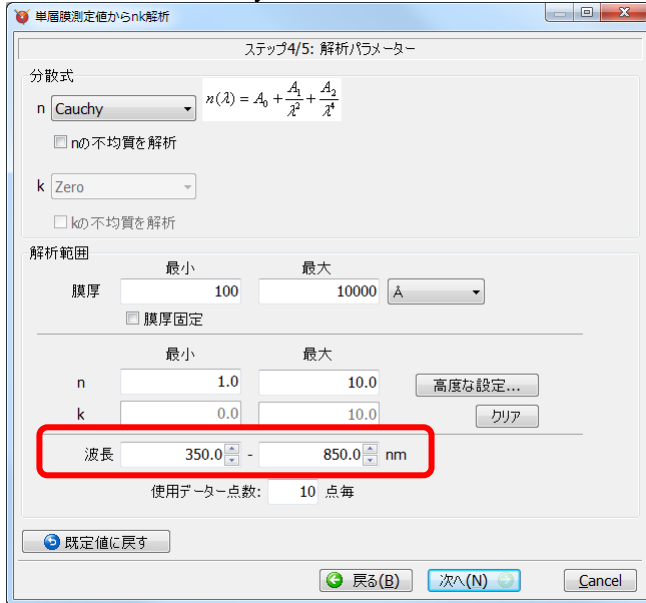 単層膜測定値からnk解析
ステップ4/5: 解析パラメーター
分散式
n Cauchy n(λ) = A₀ + A₁/λ² + A₂/λ⁴
nの不均質を解析
k Zero
kの不均質を解析
解析範囲
最小 最大
膜厚 100 10000 Å
膜厚固定
最小 最大
n 1.0 10.0 高度な設定...
k 0.0 10.0 クリア
波長 350.0 - 850.0 nm
使用データー点数: 10 点毎
既定値に戻す
戻る(B) 次へ(N) Cancel